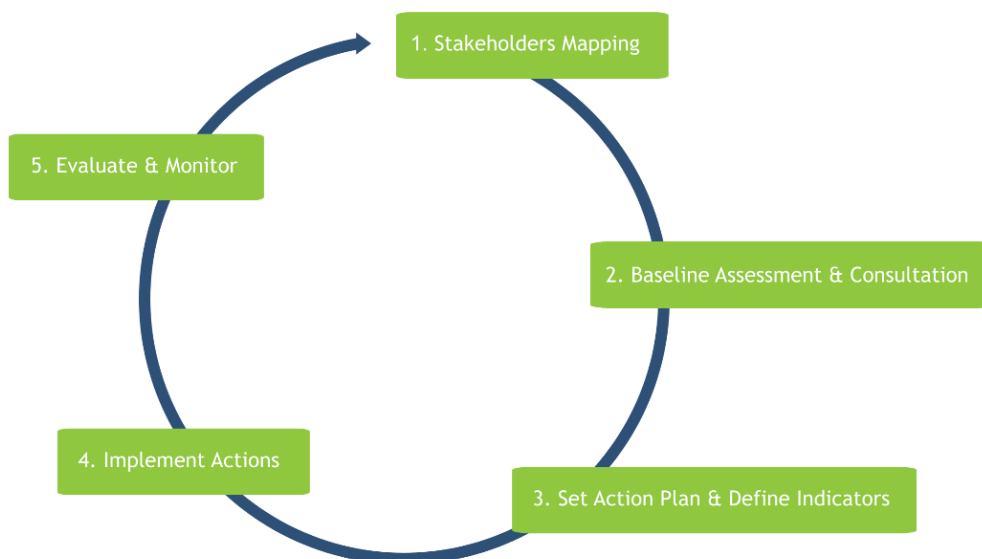 1. Stakeholders Mapping
2. Baseline Assessment & Consultation
3. Set Action Plan & Define Indicators
4. Implement Actions
5. Evaluate & Monitor